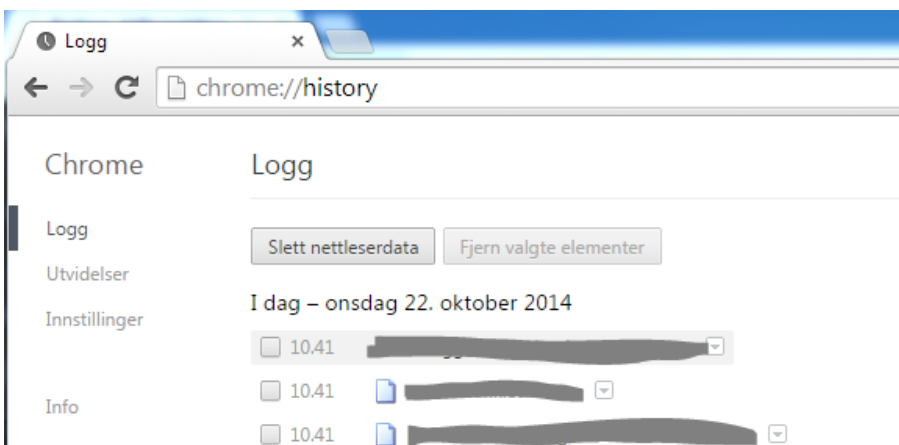 Logg
chrome://history
Chrome
Logg
Logg
Slett nettleserdata
Fjern valgte elementer
Utvidelser
Innstillinger
I dag – onsdag 22. oktober 2014
10.41
10.41
Info
10.41